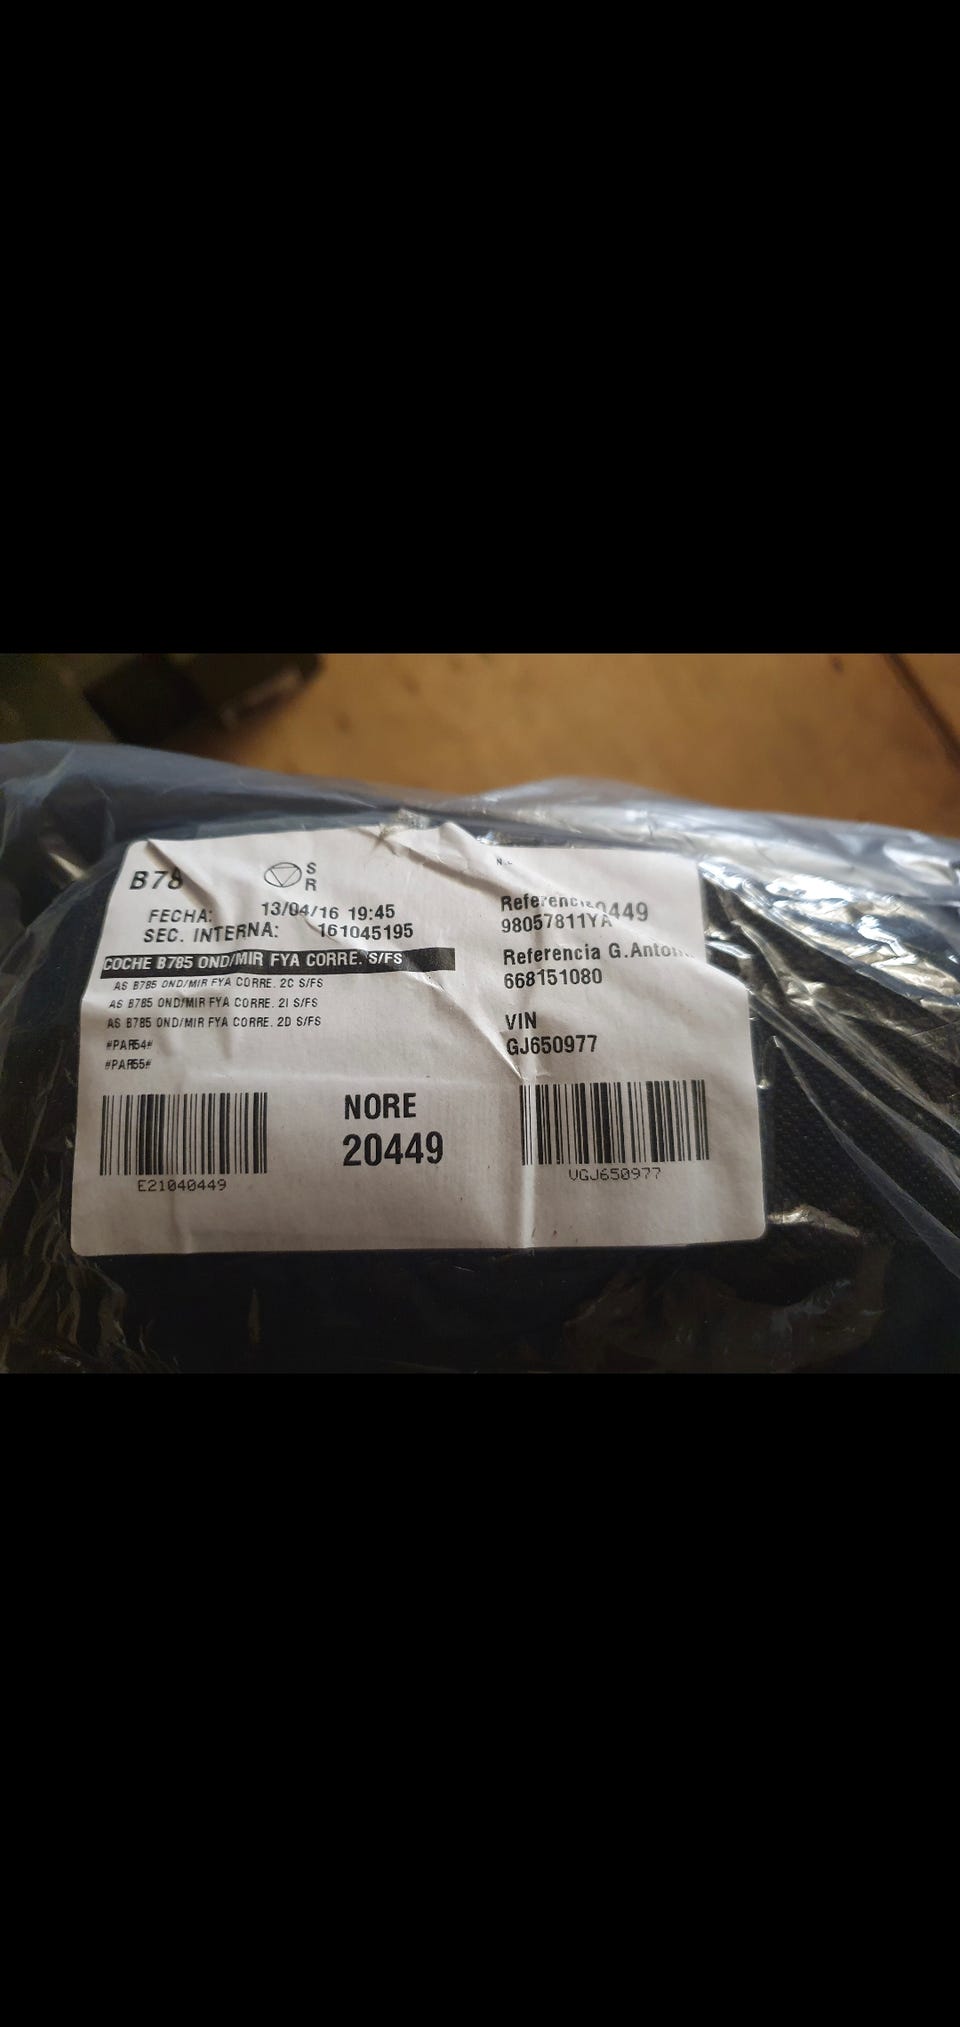 B78
S
R
FECHA: 13/04/16 19:45
SEC. INTERNA: 161045195
COCHE B785 OND/MIR FYA CORRE. S/FS
AS B785 OND/MIR FYA CORRE. 2C S/FS
AS B785 OND/MIR FYA CORRE. 2I S/FS
AS B785 OND/MIR FYA CORRE. 2D S/FS
#PAR54#
#PAR55#
E21040449
NORE
20449
0449
98057811YA
Referencia G.Anton
668151080
VIN
GJ650977
VGJ650977